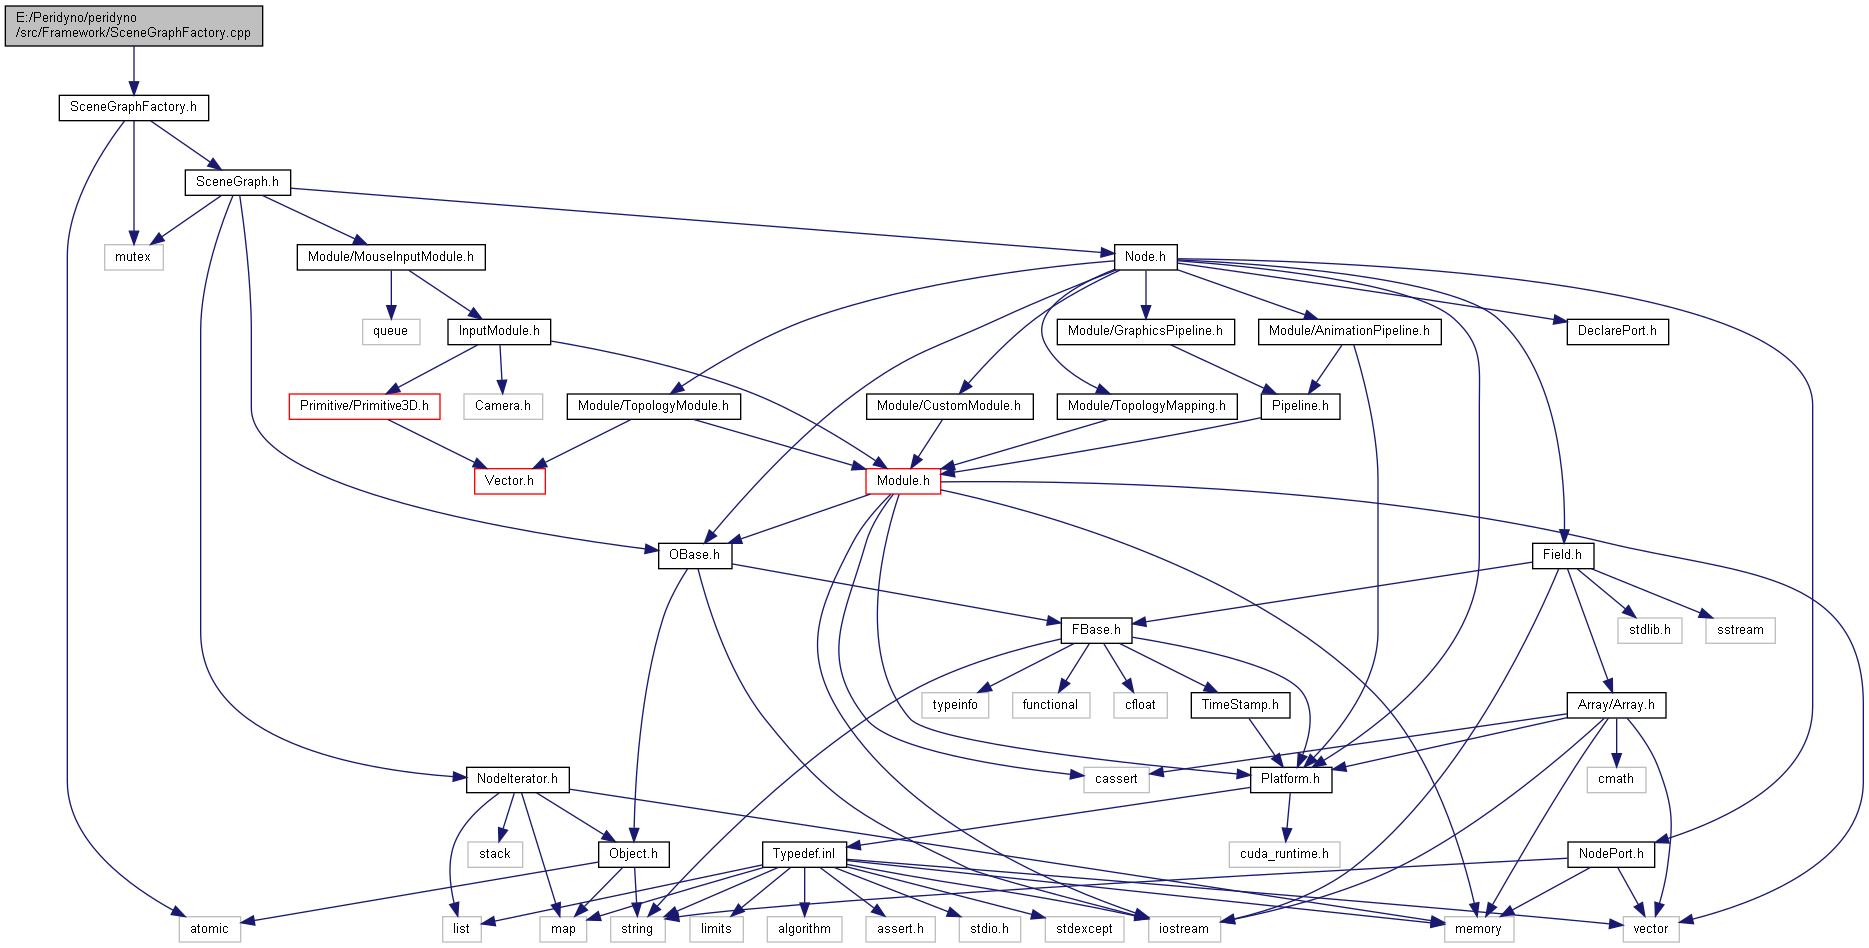 E:/Peridyno/peridyno
/src/Framework/SceneGraphFactory.cpp
SceneGraphFactory.h
SceneGraph.h
mutex
Module/MouseInputModule.h
Node.h
queue
InputModule.h
Module/GraphicsPipeline.h
Module/AnimationPipeline.h
DeclarePort.h
Primitive/Primitive3D.h
Camera.h
Module/TopologyModule.h
Module/CustomModule.h
Module/TopologyMapping.h
Pipeline.h
Vector.h
Module.h
OBase.h
Field.h
FBase.h
stdlib.h
sstream
typeinfo
functional
cfloat
TimeStamp.h
Array/Array.h
NodeIterator.h
cassert
Platform.h
cmath
stack
Object.h
Typedef.inl
cuda_runtime.h
NodePort.h
atomic
list
map
string
limits
algorithm
assert.h
stdio.h
stdexcept
iostream
memory
vector